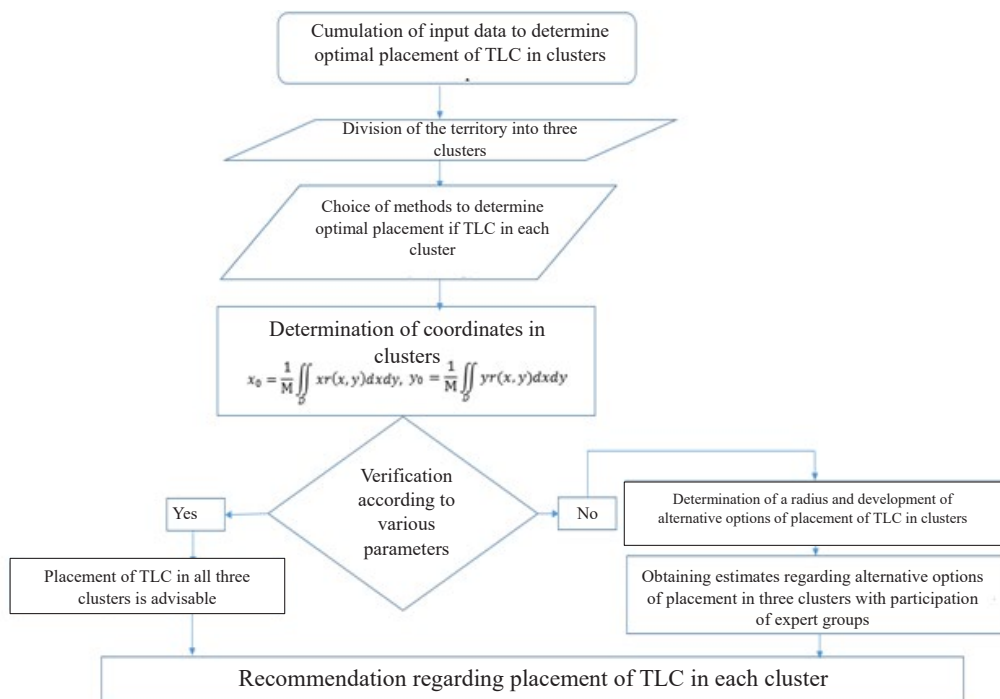 Cumulation of input data to determine
optimal placement of TLC in clusters
Division of the territory into three
clusters
Choice of methods to determine
optimal placement if TLC in each
cluster
Determination of coordinates in
clusters
x₀ = 1/M ∬_D xr(x, y)dxdy, y₀ = 1/M ∬_D yr(x, y)dxdy
Verification
according to
various
parameters
Yes
No
Determination of a radius and development of
alternative options of placement of TLC in clusters
Placement of TLC in all three
clusters is advisable
Obtaining estimates regarding alternative options
of placement in three clusters with participation
of expert groups
Recommendation regarding placement of TLC in each cluster